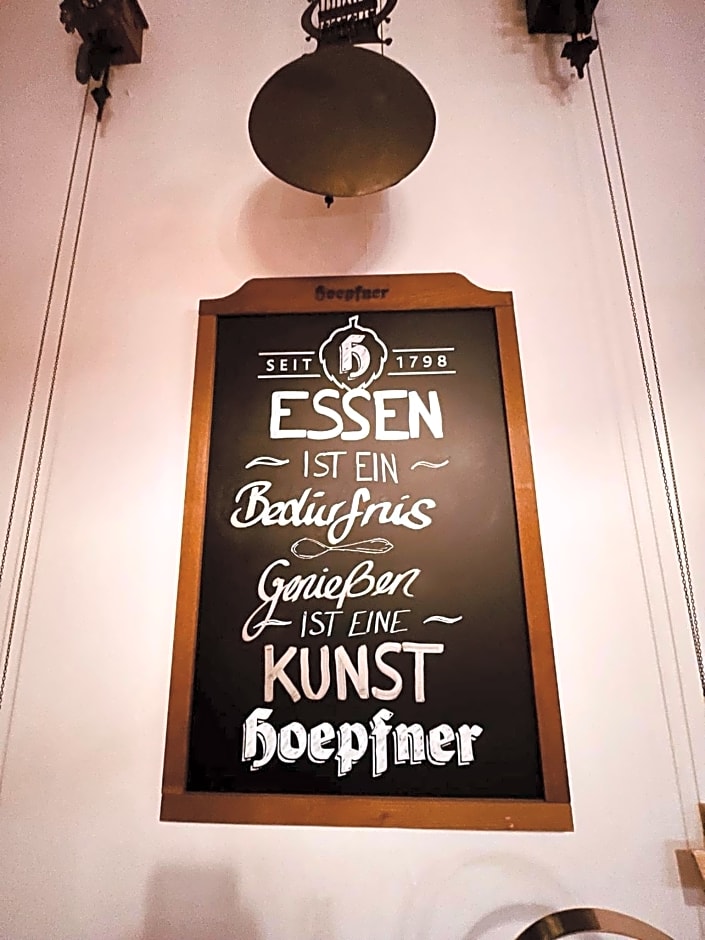 Hoepfner
SEIT H 1798
ESSEN
IST EIN
Bedürfnis
Genießen
IST EINE
KUNST
Hoepfner